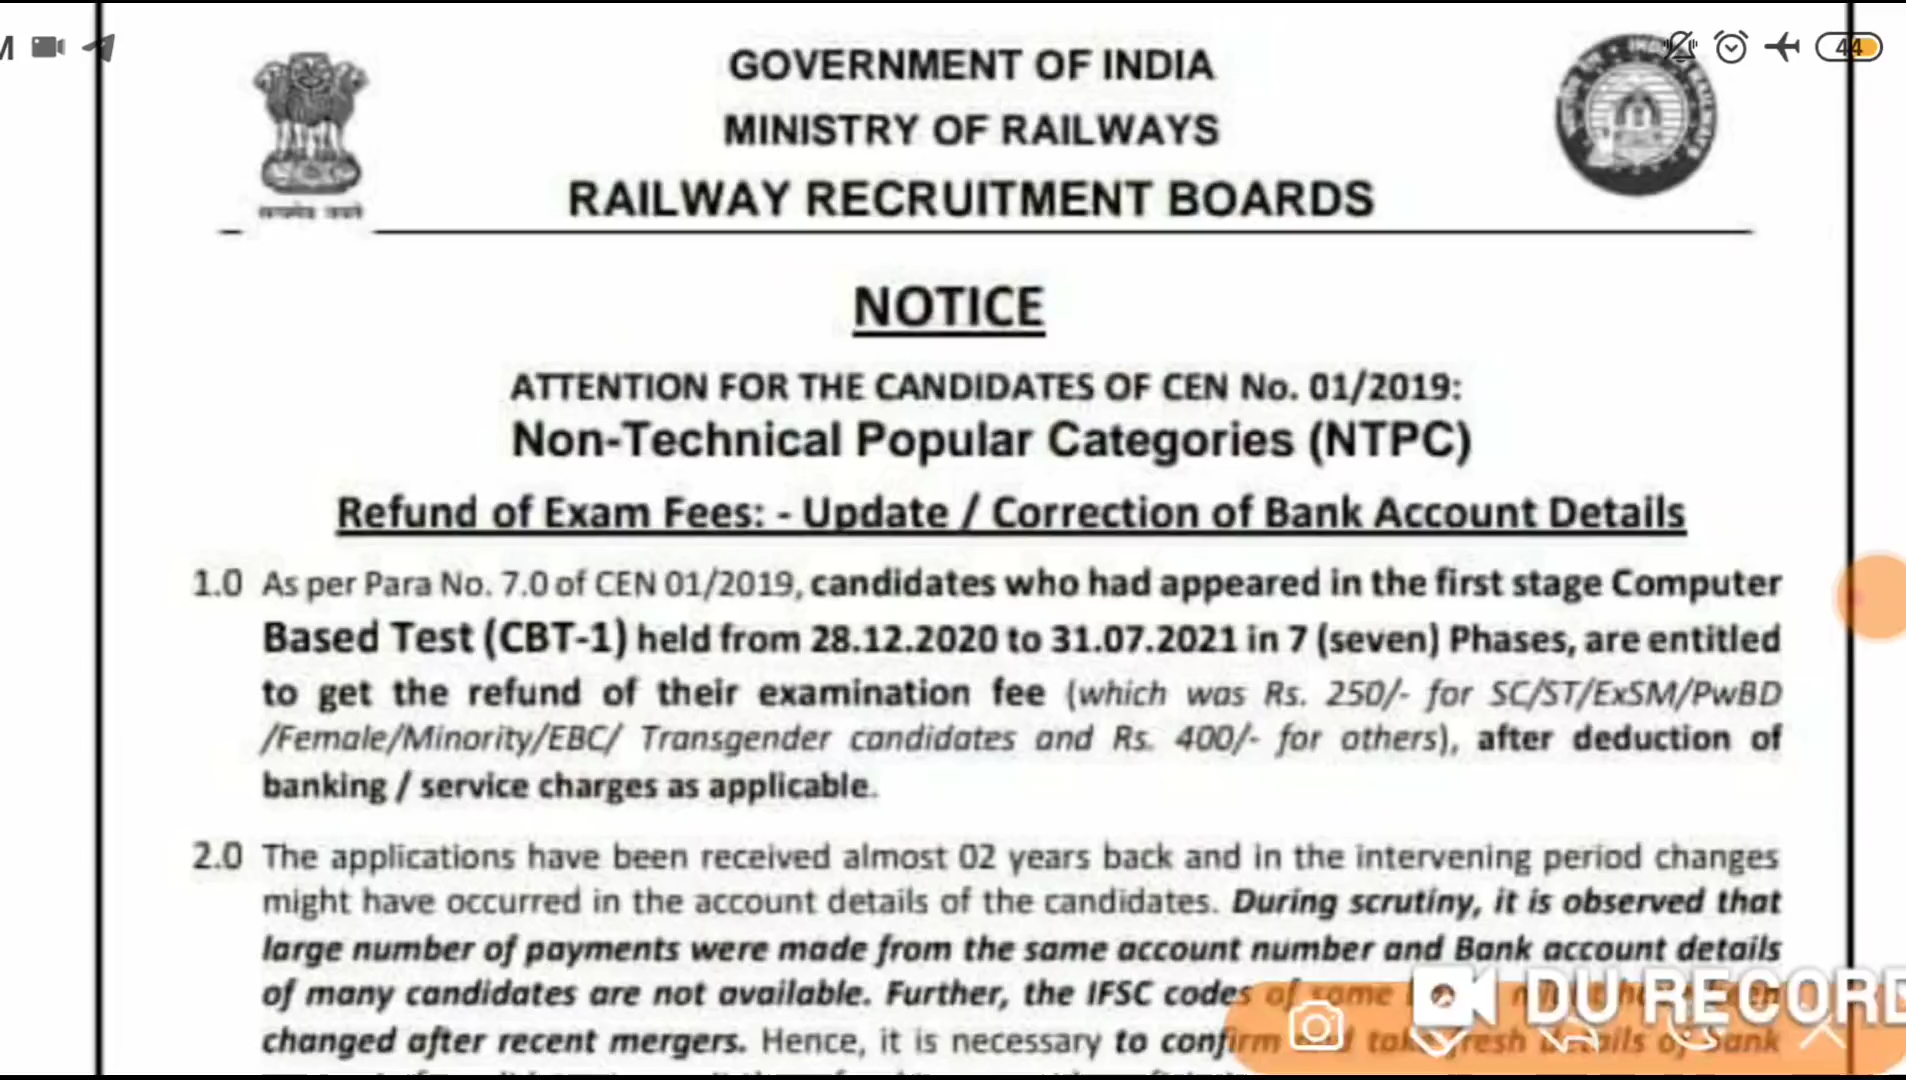 M
44
GOVERNMENT OF INDIA
MINISTRY OF RAILWAYS
RAILWAY RECRUITMENT BOARDS
NOTICE
ATTENTION FOR THE CANDIDATES OF CEN No. 01/2019:
Non-Technical Popular Categories (NTPC)
Refund of Exam Fees: - Update / Correction of Bank Account Details
1.0 As per Para No. 7.0 of CEN 01/2019, candidates who had appeared in the first stage Computer
Based Test (CBT-1) held from 28.12.2020 to 31.07.2021 in 7 (seven) Phases, are entitled
to get the refund of their examination fee (which was Rs. 250/- for SC/ST/ExSM/PwBD
/Female/Minority/EBC/ Transgender candidates and Rs. 400/- for others), after deduction of
banking / service charges as applicable.
2.0 The applications have been received almost 02 years back and in the intervening period changes
might have occurred in the account details of the candidates. During scrutiny, it is observed that
large number of payments were made from the same account number and Bank account details
of many candidates are not available. Further, the IFSC codes of some
DU RECORD
changed after recent mergers. Hence, it is necessary to confirm fresh details of Bank